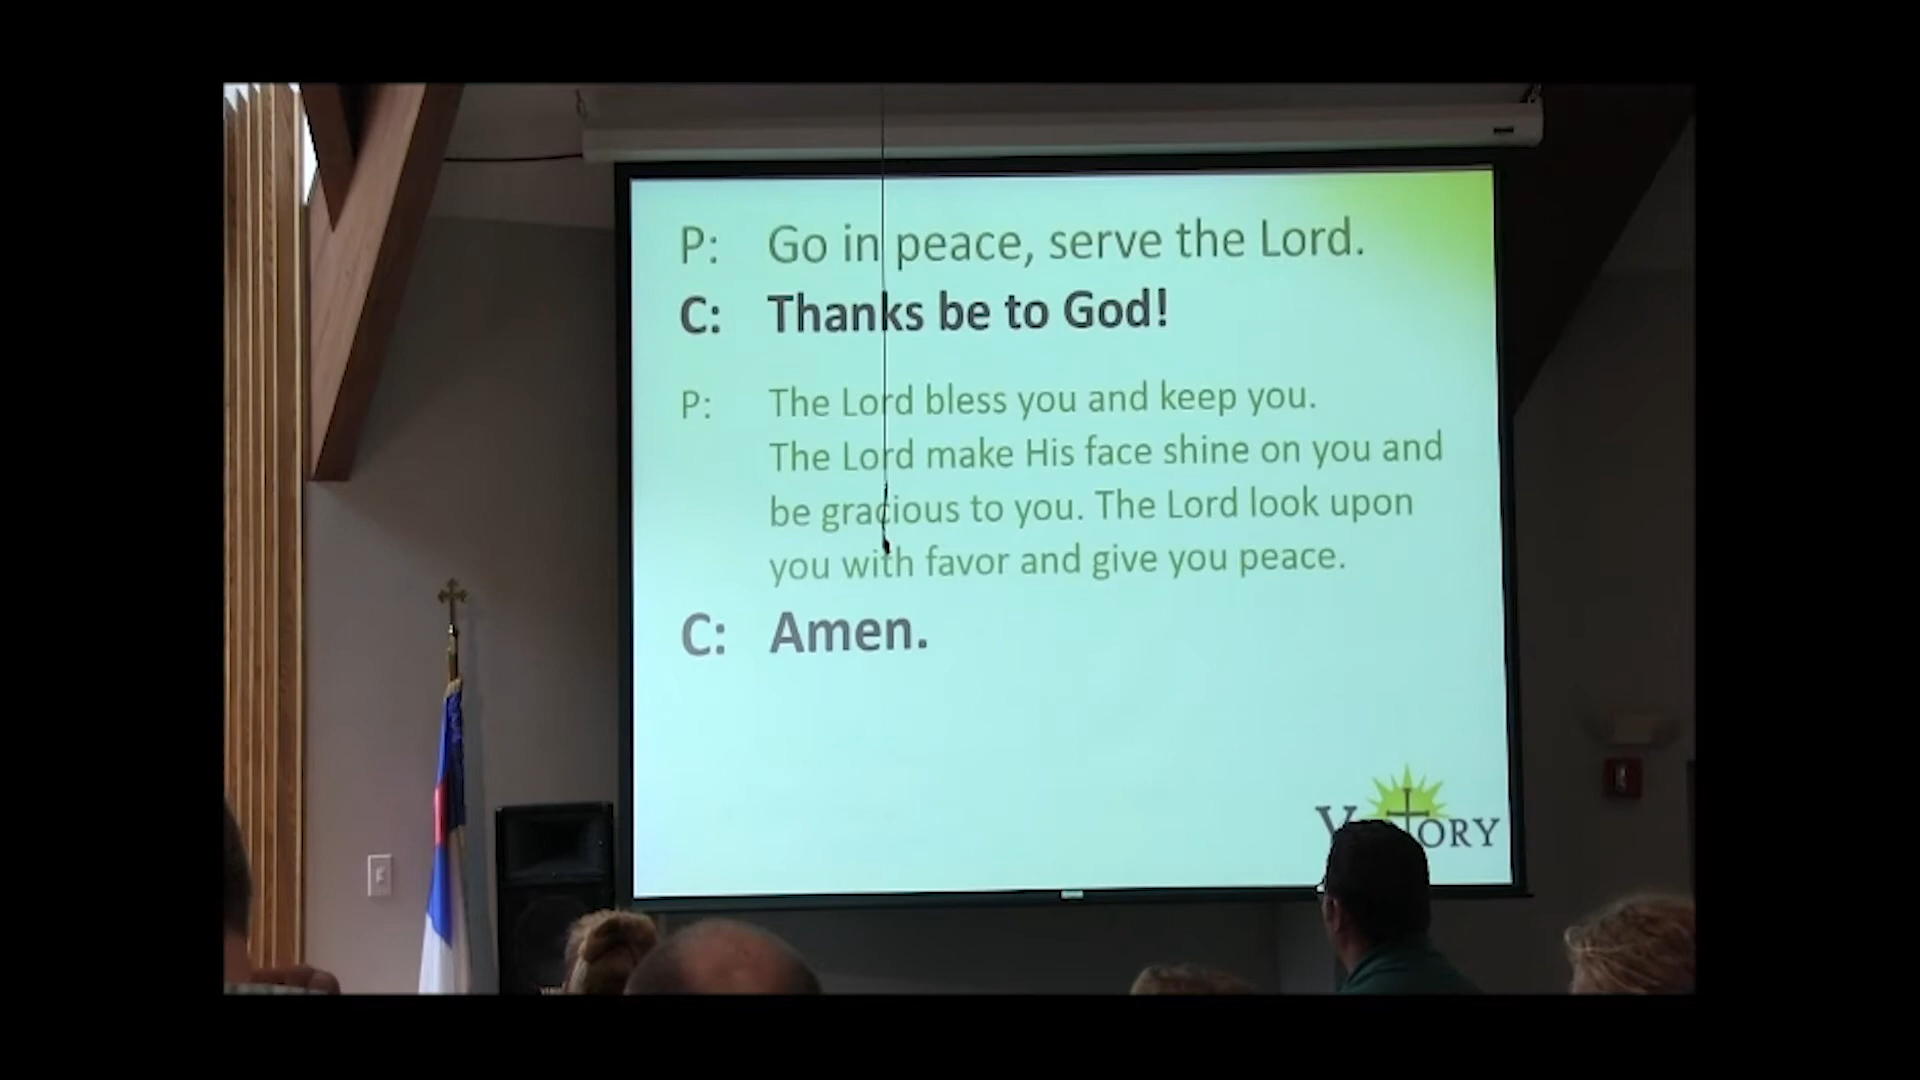 P: Go in peace, serve the Lord.
C: Thanks be to God!
P: The Lord bless you and keep you.
The Lord make His face shine on you and
be gracious to you. The Lord look upon
you with favor and give you peace.
C: Amen.